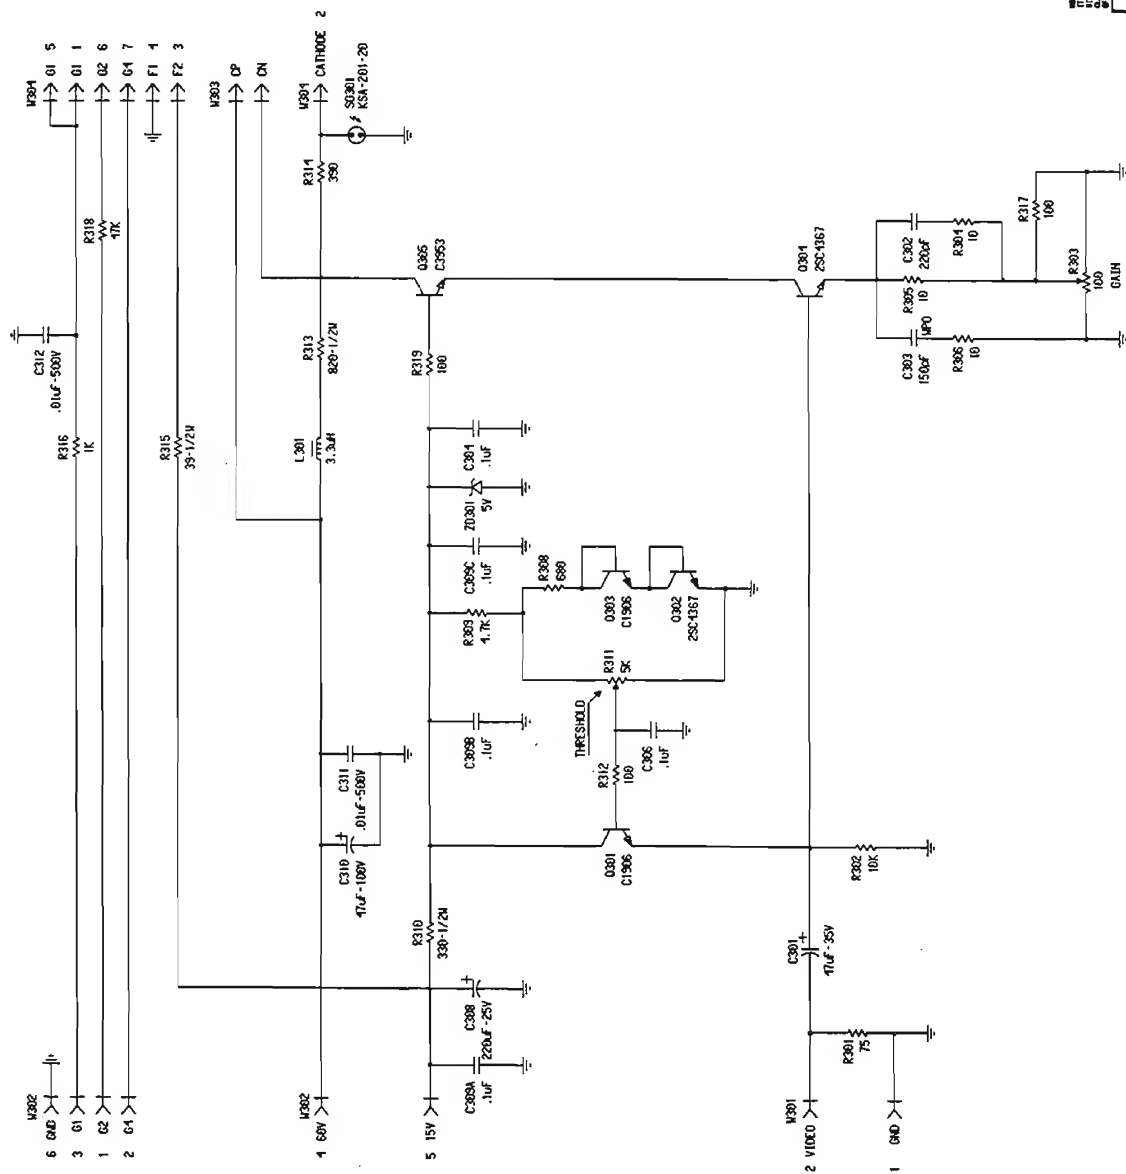 W304
G1 5
G1 1
G2 6
G4 7
F1 4
F2 3
W303
CP
CN
W304
CATHODE 2
SG301
KSA-201-20
R314
390
R318
47K
C312
.01uF-500V
R316
1K
R315
39-1/2W
L301
3.3uH
R313
820-1/2W
R319
100
Q305
C3953
Q304
2SC4367
C302
220pF
R304
10
R305
10
C303
150pF
NPO
R306
10
R317
100
R303
100
GAIN
C304
.1uF
ZD301
5V
C309C
.1uF
R309
4.7K
R308
680
Q303
C1906
Q302
2SC4367
R311
5K
THRESHOLD
C309B
.1uF
R312
100
C306
.1uF
Q301
C1906
C311
.01uF-500V
C310
47uF-100V
R310
330-1/2W
C308
220uF-25V
C309A
.1uF
R302
10K
C301
47uF-35V
R301
75
W302
6 GND
3 G1
1 G2
2 G4
W302
4 60V
5 15V
W301
2 VIDEO
1 GND